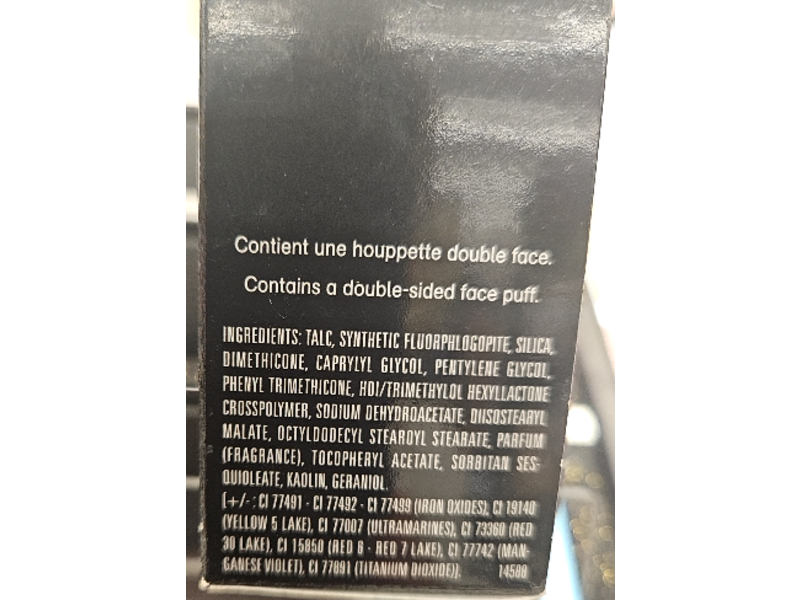 Contient une houppette double face.
Contains a double-sided face puff.
INGREDIENTS: TALC, SYNTHETIC FLUORPHLOGOPITE, SILICA,
DIMETHICONE, CAPRYLYL GLYCOL, PENTYLENE GLYCOL,
PHENYL TRIMETHICONE, HDI/TRIMETHYLOL HEXYLLACTONE
CROSSPOLYMER, SODIUM DEHYDROACETATE, DIISOSTEARYL
MALATE, OCTYLDODECYL STEAROYL STEARATE, PARFUM
(FRAGRANCE), TOCOPHERYL ACETATE, SORBITAN SES-
QUIOLEATE, KAOLIN, GERANIOL.
[+/- : CI 77491 - CI 77492 - CI 77499 (IRON OXIDES), CI 19140
(YELLOW 5 LAKE), CI 77007 (ULTRAMARINES), CI 73360 (RED
30 LAKE), CI 15850 (RED 6 - RED 7 LAKE), CI 77742 (MAN-
GANESE VIOLET), CI 77891 (TITANIUM DIOXIDE)]. 14588